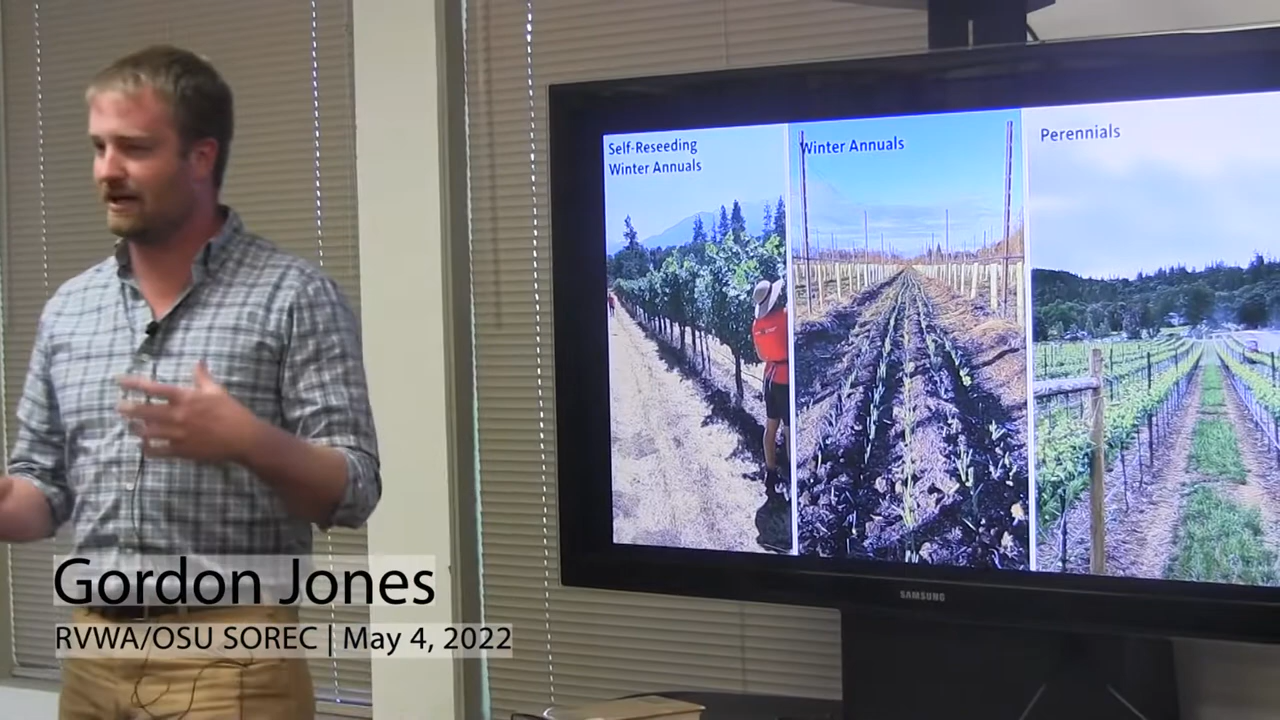 Self-Reseeding
Winter Annuals
Winter Annuals
Perennials
SAMSUNG
Gordon Jones
RVWA/OSU SOREC | May 4, 2022